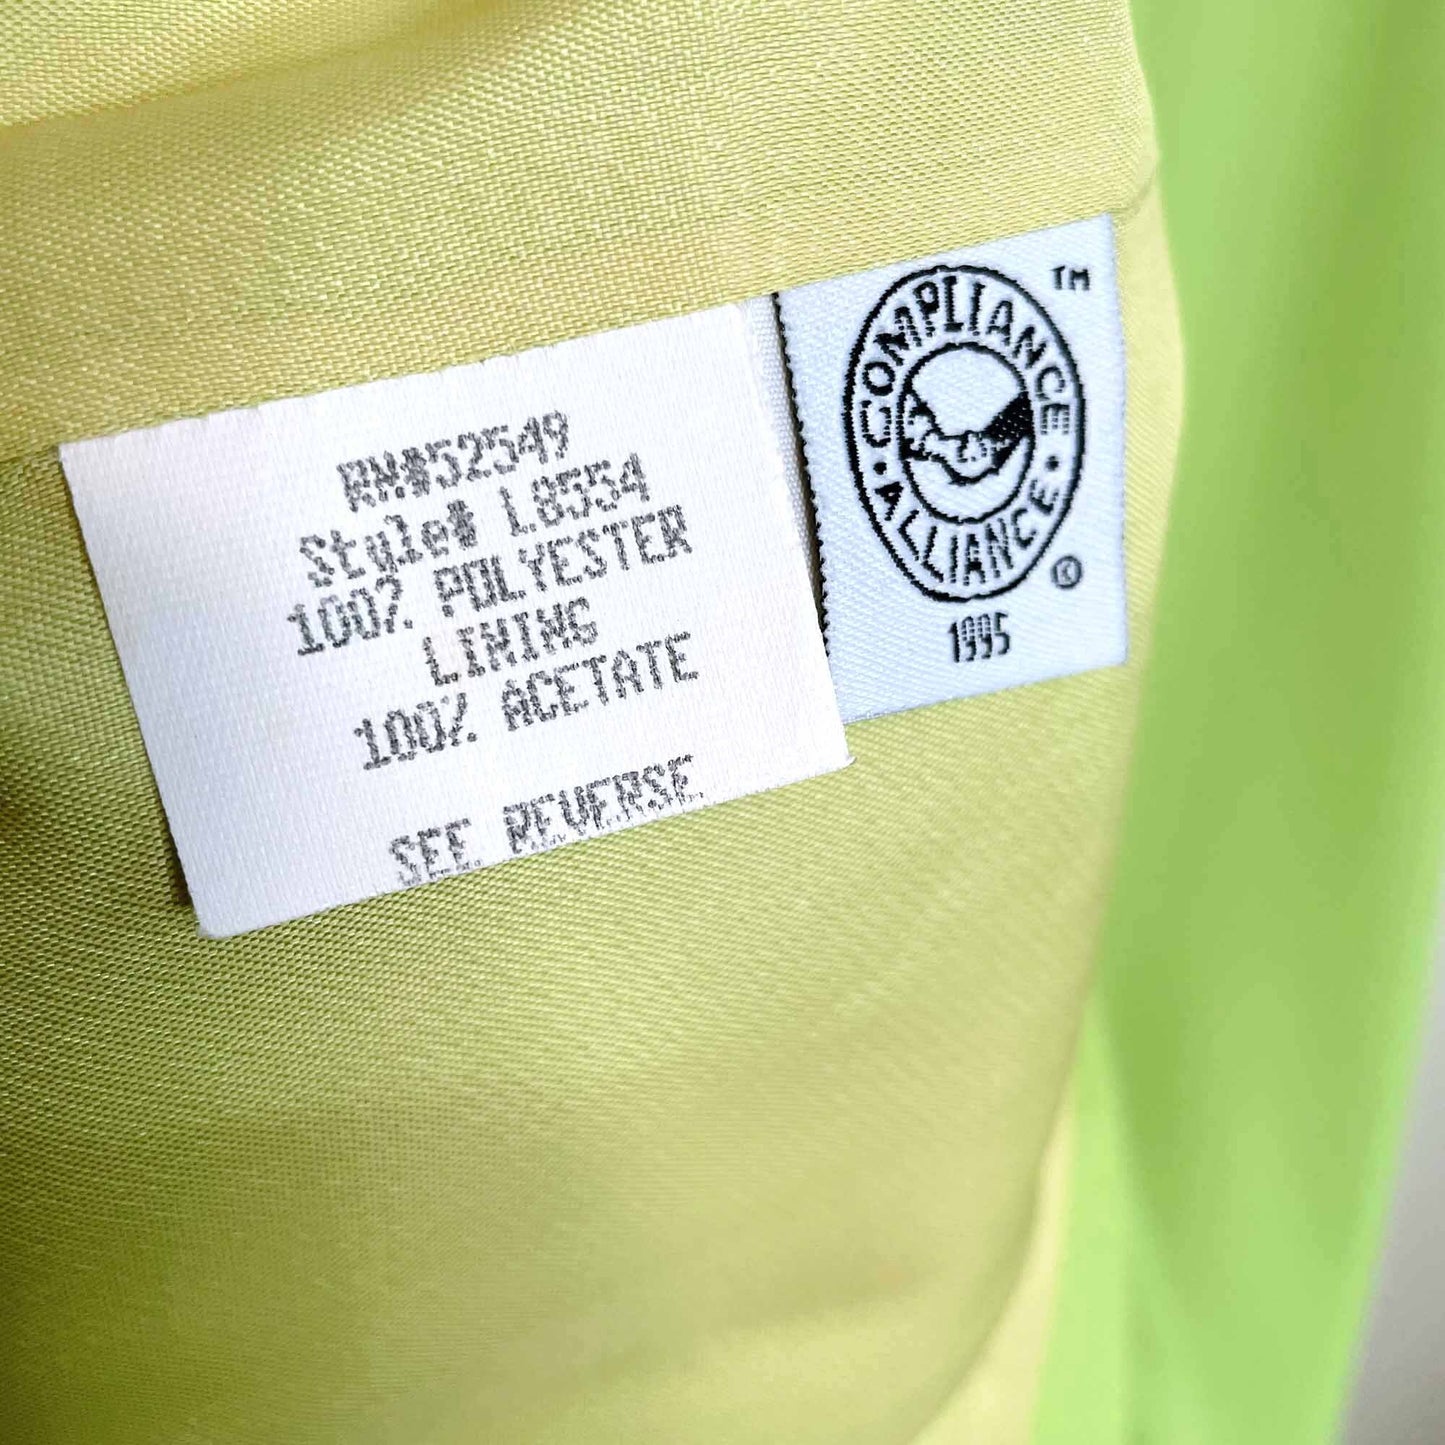 RN#52549
Style# L8554
100% POLYESTER
LINING
100% ACETATE
SEE REVERSE
COMPLIANCE
• ALLIANCE •
TM
®
1995